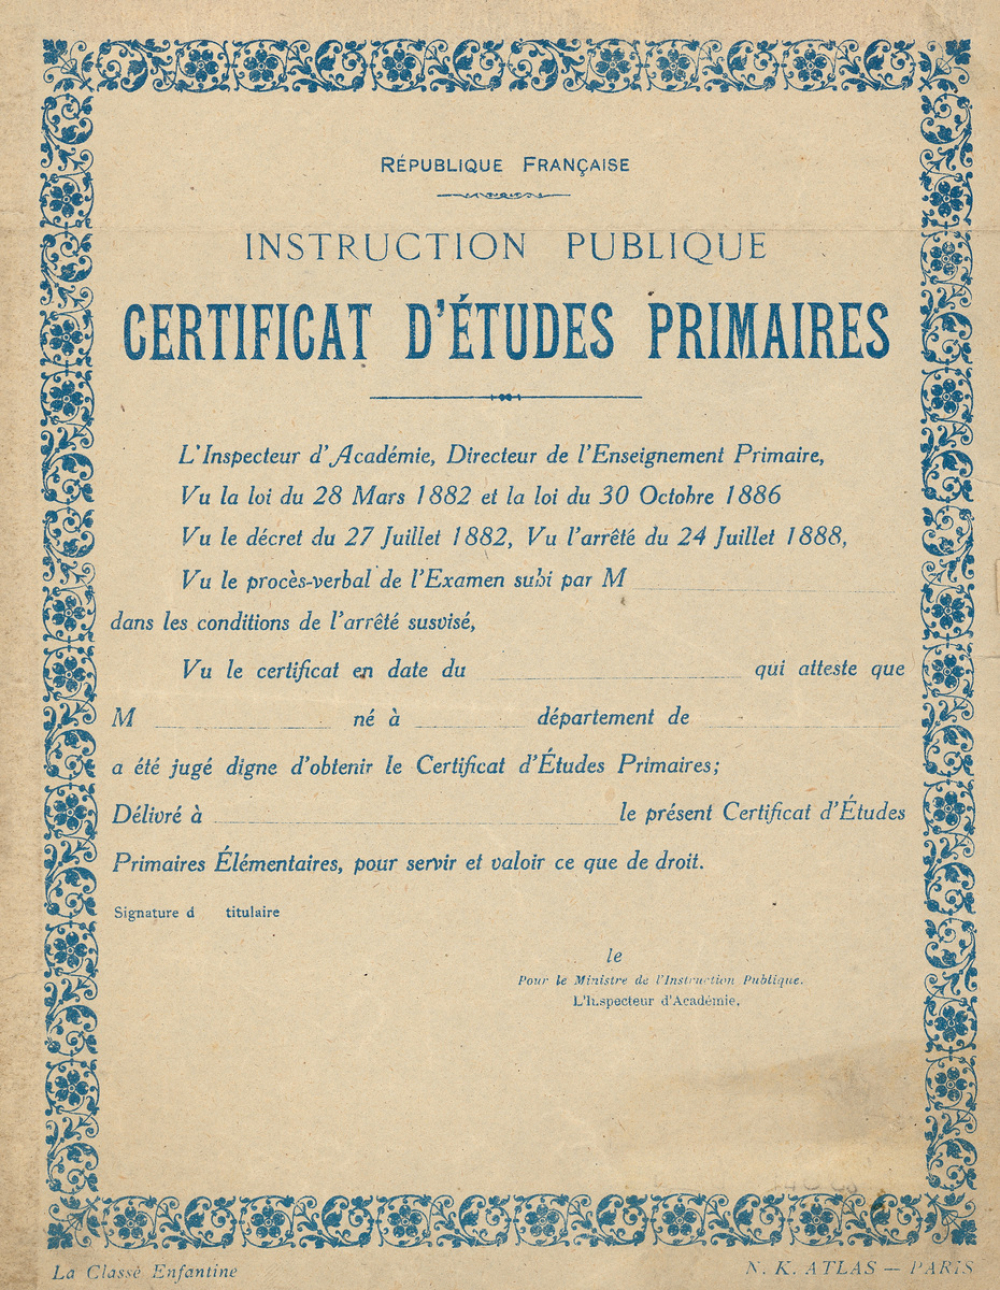 RÉPUBLIQUE FRANÇAISE
INSTRUCTION PUBLIQUE
CERTIFICAT D'ÉTUDES PRIMAIRES
L'Inspecteur d'Académie, Directeur de l'Enseignement Primaire,
Vu la loi du 28 Mars 1882 et la loi du 30 Octobre 1886
Vu le décret du 27 Juillet 1882, Vu l'arrêté du 24 Juillet 1888,
Vu le procès-verbal de l'Examen subi par M
dans les conditions de l'arrêté susvisé,
Vu le certificat en date du qui atteste que
M né à département de
a été jugé digne d'obtenir le Certificat d'Études Primaires;
Délivré à le présent Certificat d'Études
Primaires Élémentaires, pour servir et valoir ce que de droit.
Signature d titulaire
le
Pour le Ministre de l'Instruction Publique.
L'Inspecteur d'Académie,
La Classe Enfantine
N. K. ATLAS — PARIS